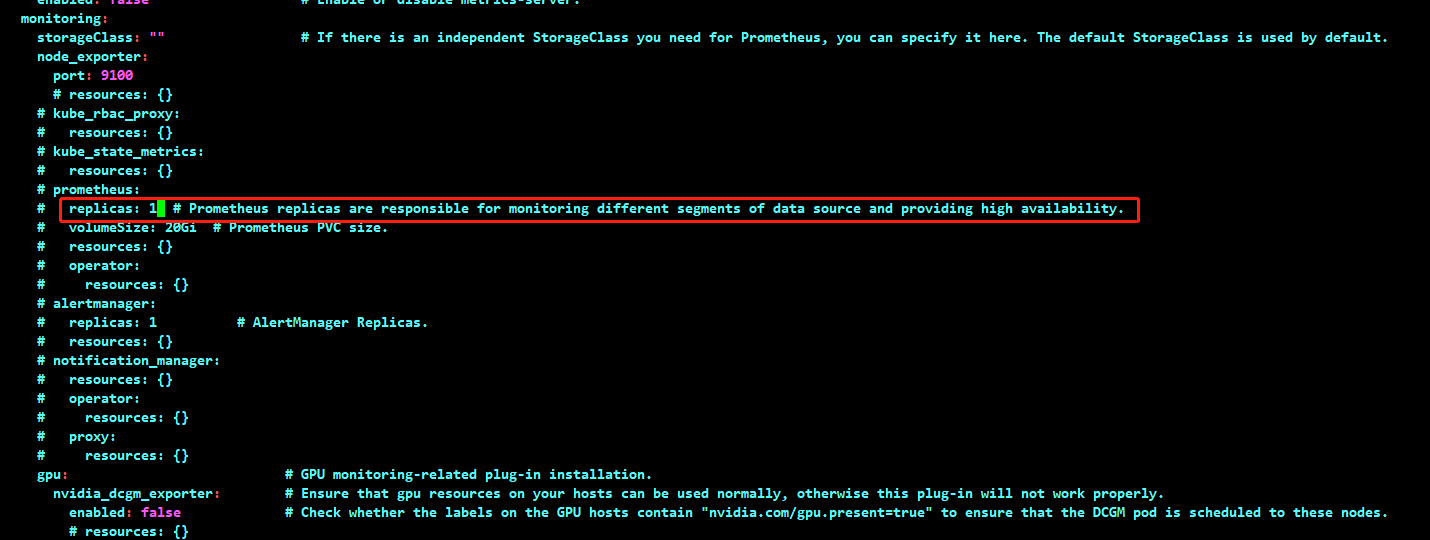 enabled: false # Enable or disable metrics-server.
monitoring:
storageClass: "" # If there is an independent StorageClass you need for Prometheus, you can specify it here. The default StorageClass is used by default.
node_exporter:
port: 9100
# resources: {}
# kube_rbac_proxy:
# resources: {}
# kube_state_metrics:
# resources: {}
# prometheus:
# replicas: 1 # Prometheus replicas are responsible for monitoring different segments of data source and providing high availability.
# volumeSize: 20Gi # Prometheus PVC size.
# resources: {}
# operator:
# resources: {}
# alertmanager:
# replicas: 1 # AlertManager Replicas.
# resources: {}
# notification_manager:
# resources: {}
# operator:
# resources: {}
# proxy:
# resources: {}
gpu: # GPU monitoring-related plug-in installation.
nvidia_dcgm_exporter: # Ensure that gpu resources on your hosts can be used normally, otherwise this plug-in will not work properly.
enabled: false # Check whether the labels on the GPU hosts contain "nvidia.com/gpu.present=true" to ensure that the DCGM pod is scheduled to these nodes.
# resources: {}